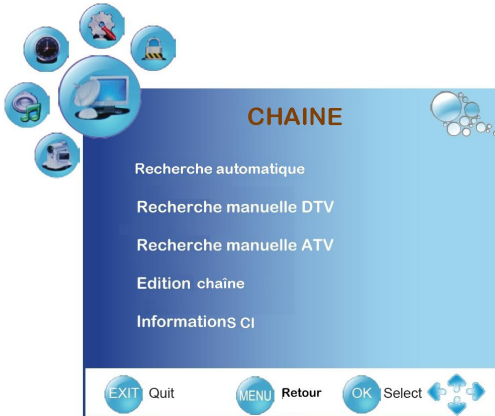 CHAINE
Recherche automatique
Recherche manuelle DTV
Recherche manuelle ATV
Edition chaîne
InformationS CI
EXIT Quit MENU Retour OK Select